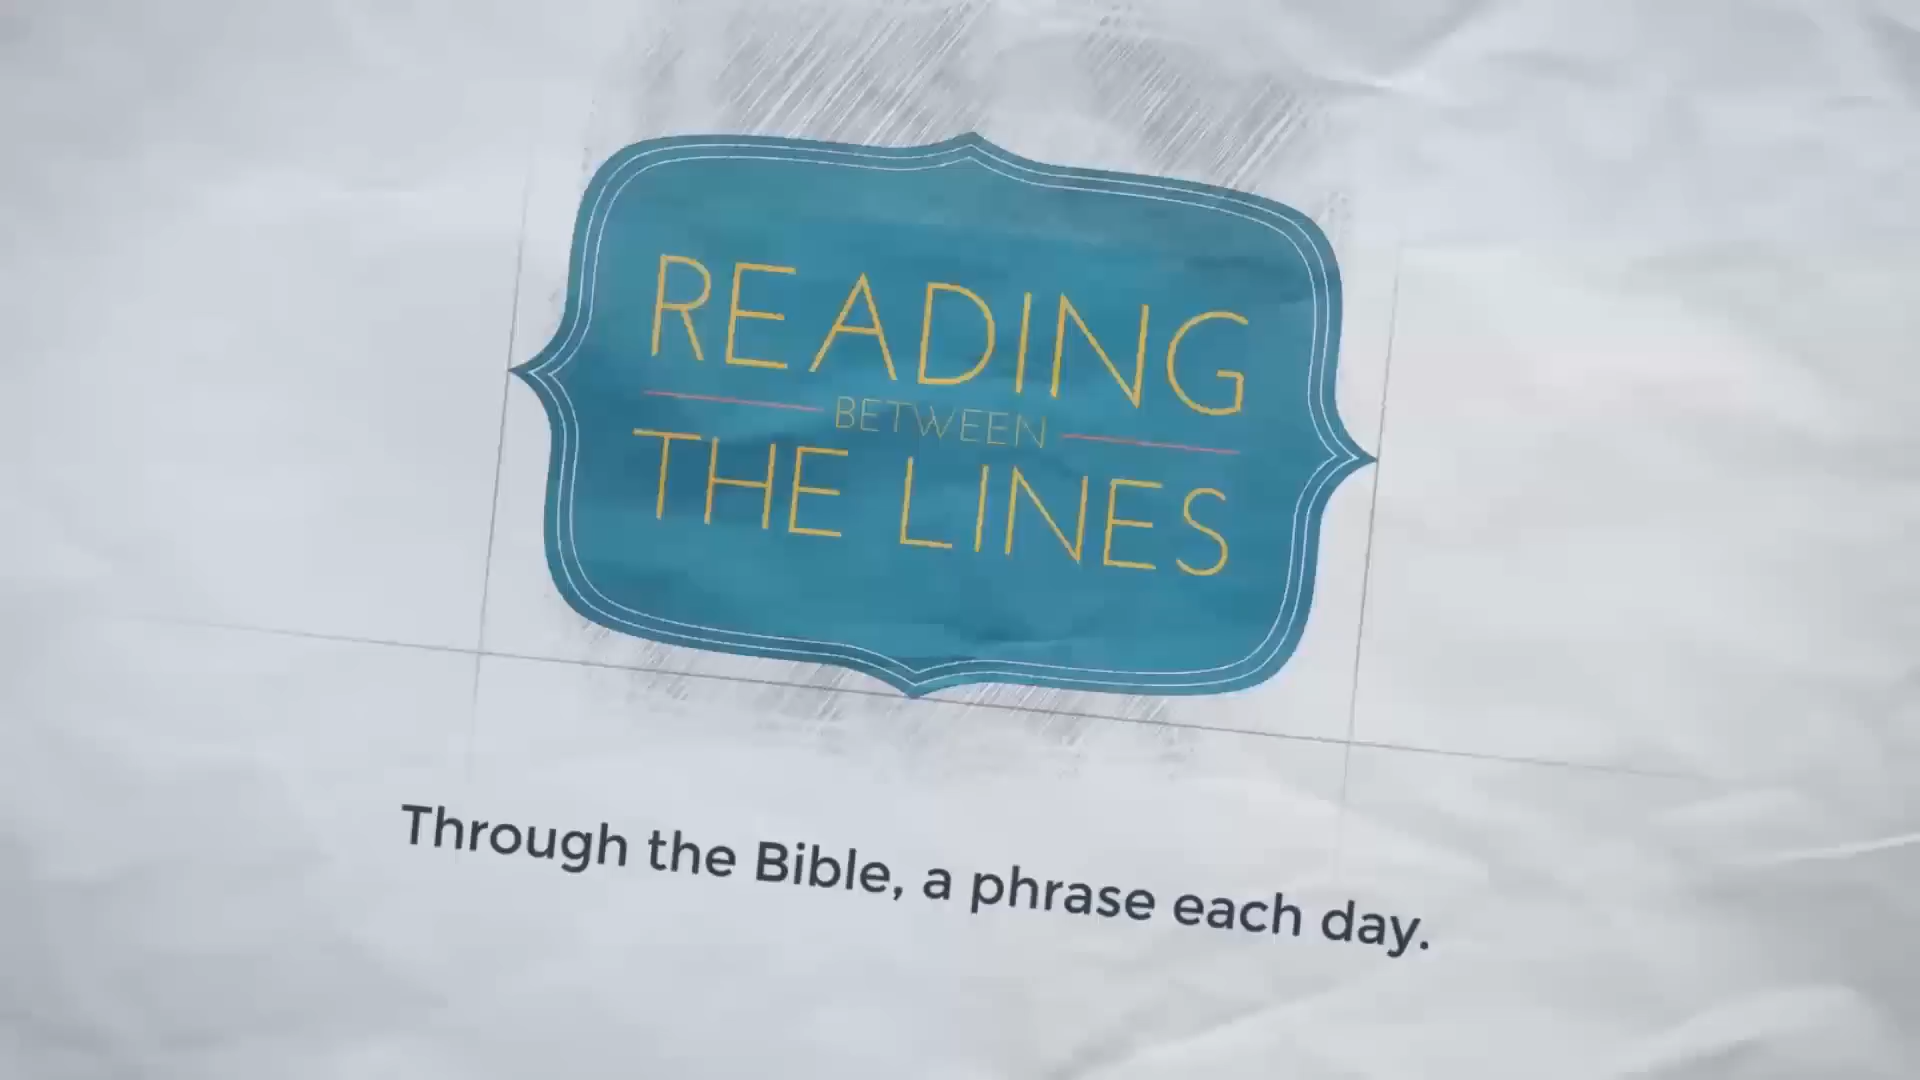 READING
BETWEEN
THE LINES
Through the Bible, a phrase each day.